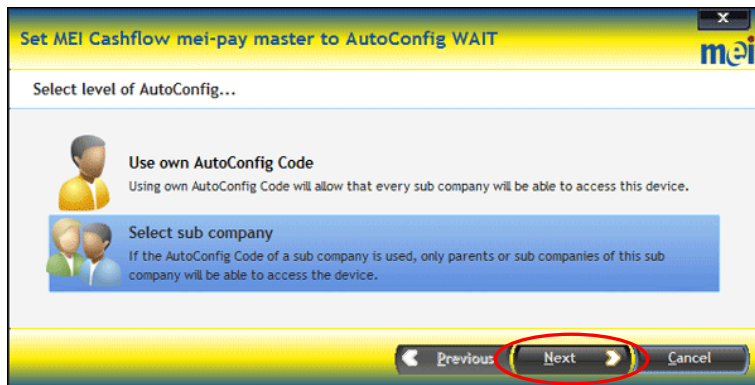 x
Set MEI Cashflow mei-pay master to AutoConfig WAIT
mei
Select level of AutoConfig...
Use own AutoConfig Code
Using own AutoConfig Code will allow that every sub company will be able to access this device.
Select sub company
If the AutoConfig Code of a sub company is used, only parents or sub companies of this sub
company will be able to access the device.
Previous Next Cancel